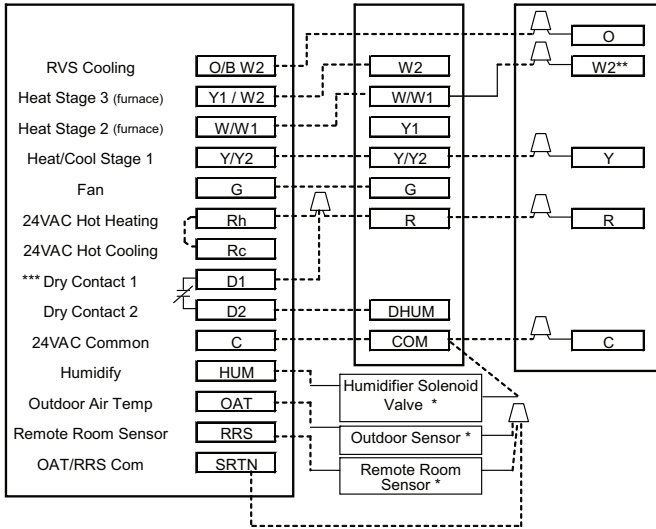 O
RVS Cooling O/B W2 W2 W2**
Heat Stage 3 (furnace) Y1 / W2 W/W1
Heat Stage 2 (furnace) W/W1 Y1
Heat/Cool Stage 1 Y/Y2 Y/Y2 Y
Fan G G
24VAC Hot Heating Rh R R
24VAC Hot Cooling Rc
*** Dry Contact 1 D1
Dry Contact 2 D2 DHUM
24VAC Common C COM C
Humidify HUM
Humidifier Solenoid
Valve *
Outdoor Air Temp OAT
Outdoor Sensor *
Remote Room Sensor RRS
Remote Room
Sensor *
OAT/RRS Com SRTN